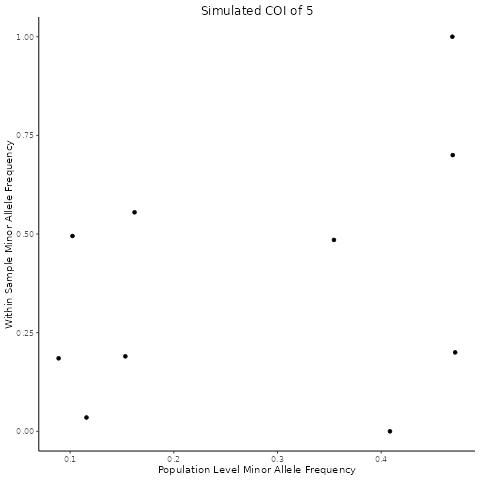 Simulated COI of 5
1.00
0.75
0.50
0.25
0.00
Within Sample Minor Allele Frequency
0.1 0.2 0.3 0.4
Population Level Minor Allele Frequency